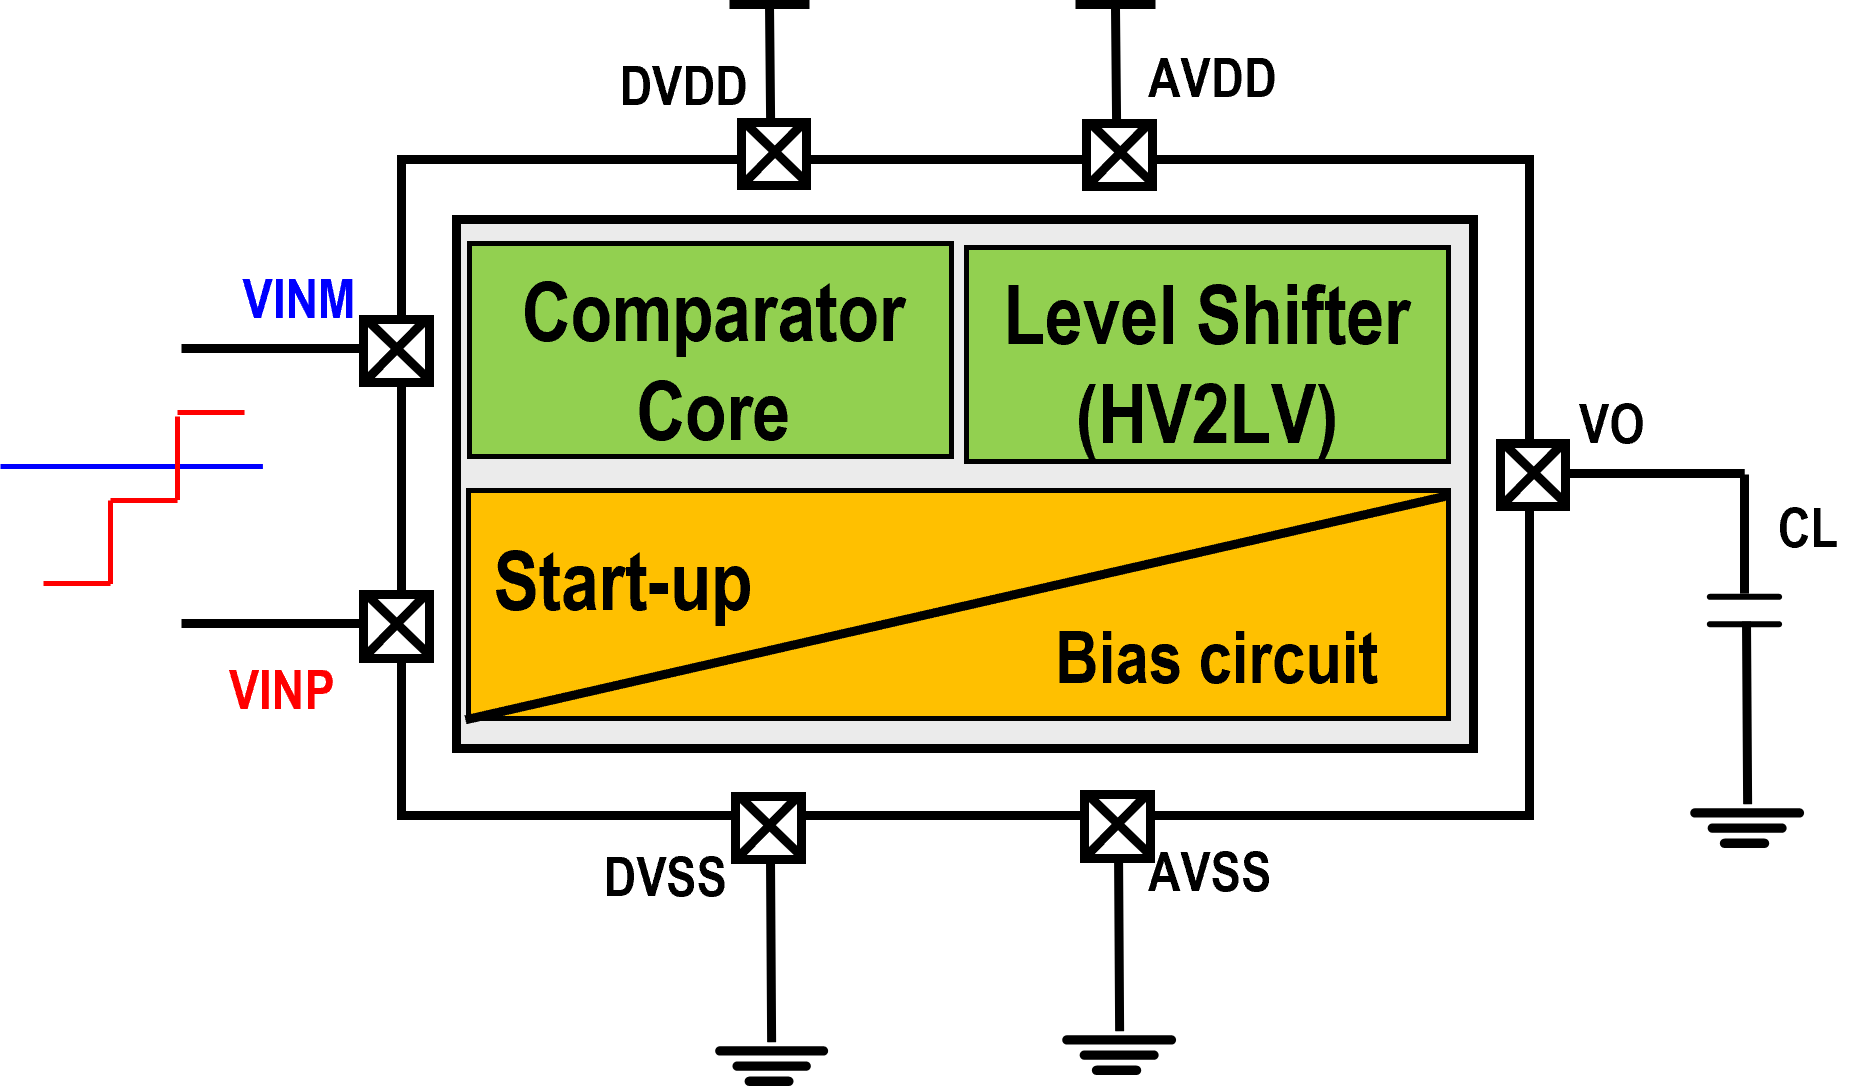 DVDD
AVDD
VINM
Comparator
Core
Level Shifter
(HV2LV)
VO
CL
Start-up
Bias circuit
VINP
DVSS
AVSS